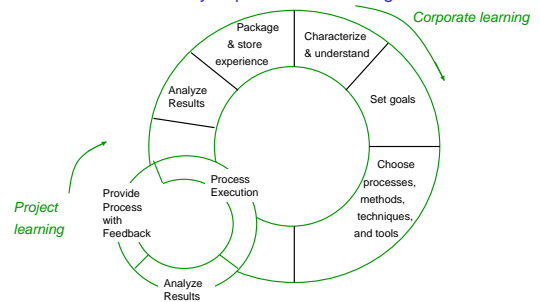 Corporate learning
Package
& store
experience
Characterize
& understand
Set goals
Analyze
Results
Choose
processes,
methods,
techniques,
and tools
Process
Execution
Provide
Process
with
Feedback
Project
learning
Analyze
Results